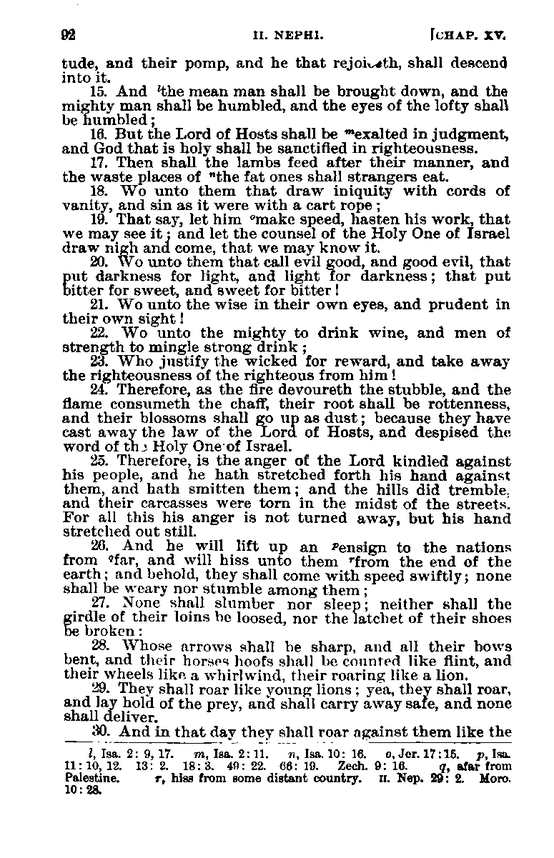 92 II. NEPHI. [CHAP. XV.
tude, and their pomp, and he that rejoiceth, shall descend
into it.
15. And ˡthe mean man shall be brought down, and the
mighty man shall be humbled, and the eyes of the lofty shall
be humbled;
16. But the Lord of Hosts shall be ᵐexalted in judgment,
and God that is holy shall be sanctified in righteousness.
17. Then shall the lambs feed after their manner, and
the waste places of ⁿthe fat ones shall strangers eat.
18. Wo unto them that draw iniquity with cords of
vanity, and sin as it were with a cart rope;
19. That say, let him ᵒmake speed, hasten his work, that
we may see it; and let the counsel of the Holy One of Israel
draw nigh and come, that we may know it.
20. Wo unto them that call evil good, and good evil, that
put darkness for light, and light for darkness; that put
bitter for sweet, and sweet for bitter!
21. Wo unto the wise in their own eyes, and prudent in
their own sight!
22. Wo unto the mighty to drink wine, and men of
strength to mingle strong drink;
23. Who justify the wicked for reward, and take away
the righteousness of the righteous from him!
24. Therefore, as the fire devoureth the stubble, and the
flame consumeth the chaff, their root shall be rottenness,
and their blossoms shall go up as dust; because they have
cast away the law of the Lord of Hosts, and despised the
word of the Holy One of Israel.
25. Therefore, is the anger of the Lord kindled against
his people, and he hath stretched forth his hand against
them, and hath smitten them; and the hills did tremble,
and their carcasses were torn in the midst of the streets.
For all this his anger is not turned away, but his hand
stretched out still.
26. And he will lift up an ᵖensign to the nations
from 𐞥far, and will hiss unto them ʳfrom the end of the
earth; and behold, they shall come with speed swiftly; none
shall be weary nor stumble among them;
27. None shall slumber nor sleep; neither shall the
girdle of their loins be loosed, nor the latchet of their shoes
be broken:
28. Whose arrows shall be sharp, and all their bows
bent, and their horses hoofs shall be counted like flint, and
their wheels like a whirlwind, their roaring like a lion.
29. They shall roar like young lions; yea, they shall roar,
and lay hold of the prey, and shall carry away safe, and none
shall deliver.
30. And in that day they shall roar against them like the
l, Isa. 2:9, 17. m, Isa. 2:11. n, Isa. 10:16. o, Jer. 17:15. p, Isa.
11:10, 12. 13:2. 18:3. 49:22. 66:19. Zech. 9:16. q, afar from
Palestine. r, hiss from some distant country. II. Nep. 29:2. Moro.
10:28.